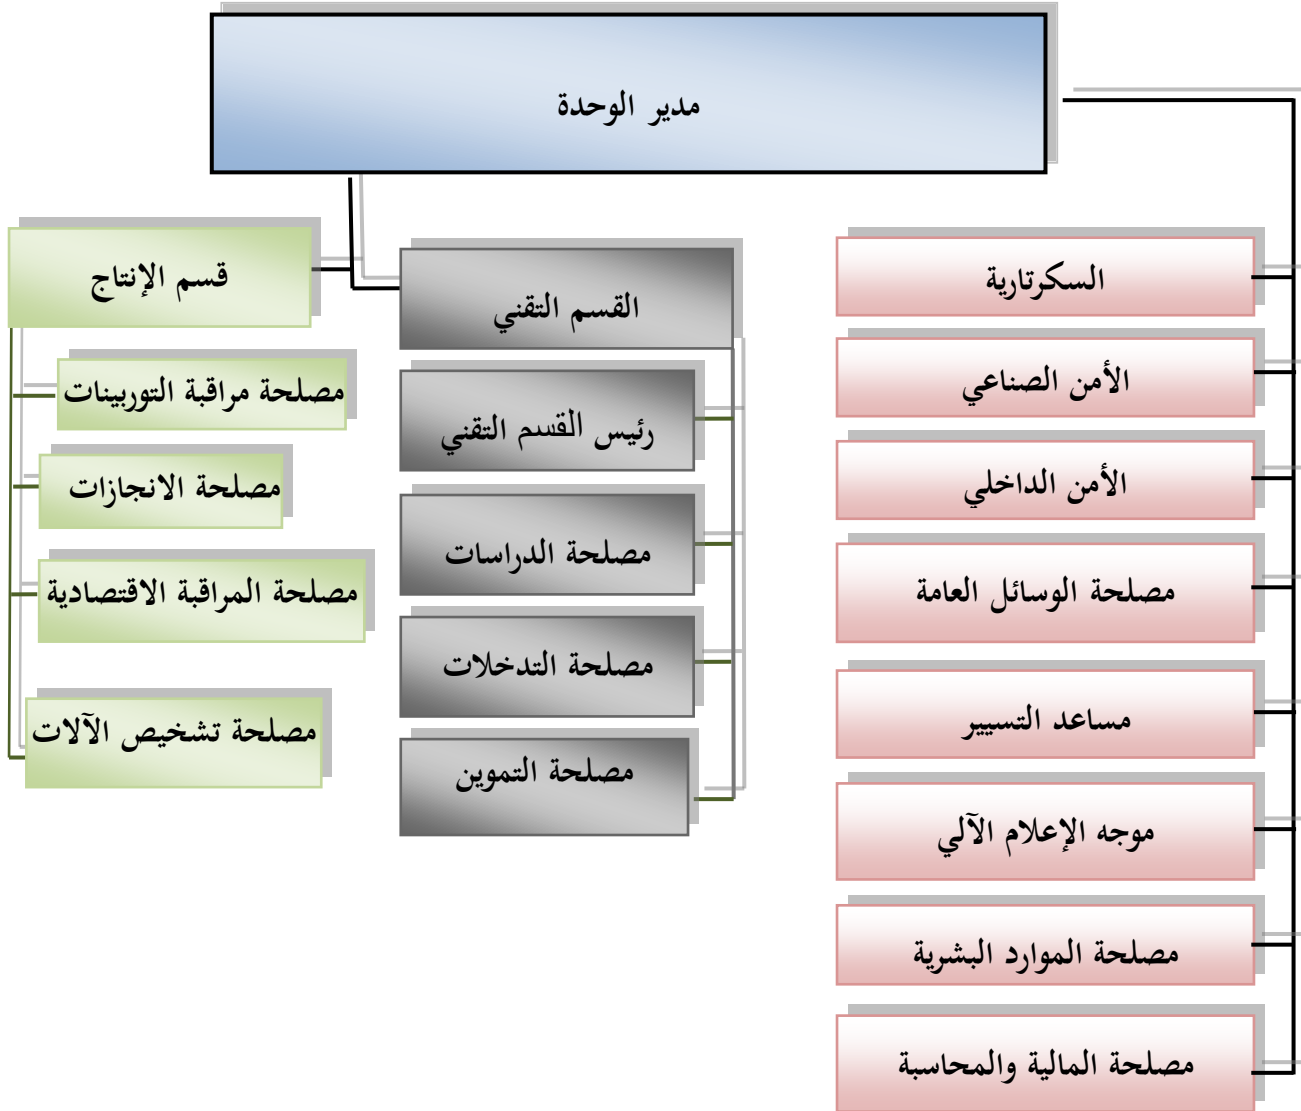 مدير الوحدة
السكرتارية
الأمن الصناعي
الأمن الداخلي
مصلحة الوسائل العامة
مساعد التسيير
موجه الإعلام الآلي
مصلحة الموارد البشرية
مصلحة المالية والمحاسبة
القسم التقني
رئيس القسم التقني
مصلحة الدراسات
مصلحة التدخلات
مصلحة التموين
قسم الإنتاج
مصلحة مراقبة التوربينات
مصلحة الانجازات
مصلحة المراقبة الاقتصادية
مصلحة تشخيص الآلات